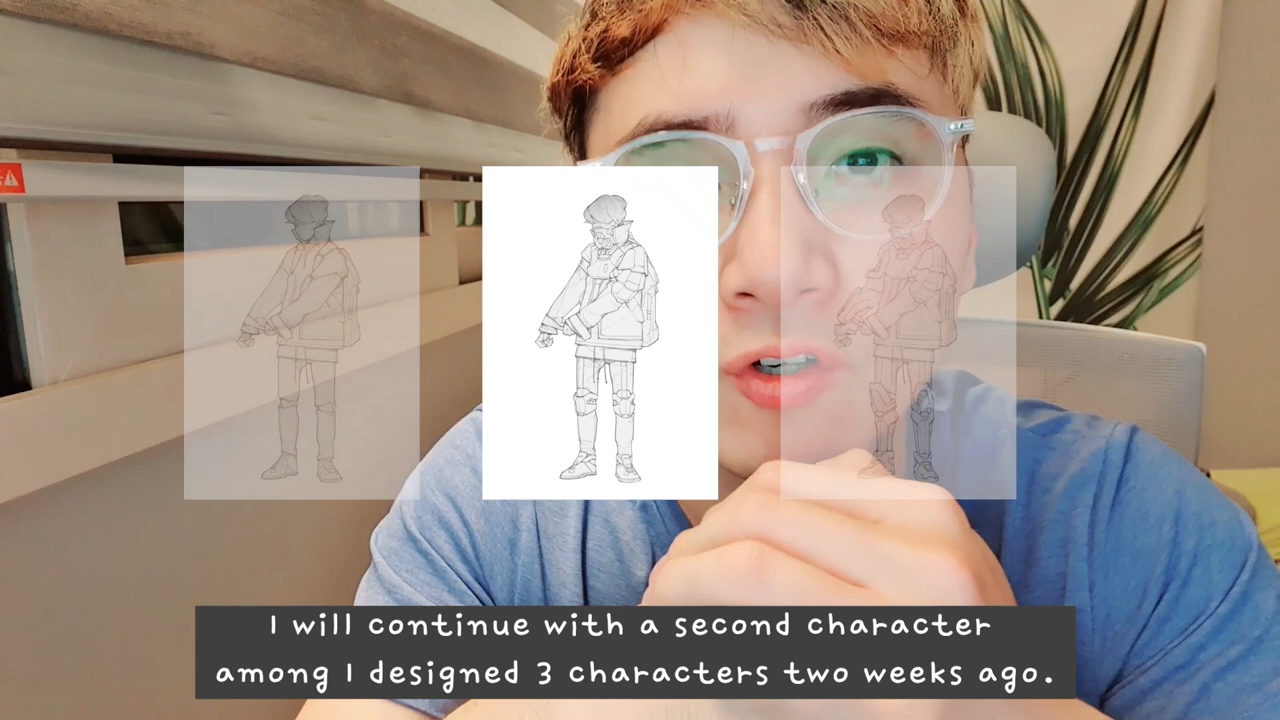 I will continue with a second character
among I designed 3 characters two weeks ago.